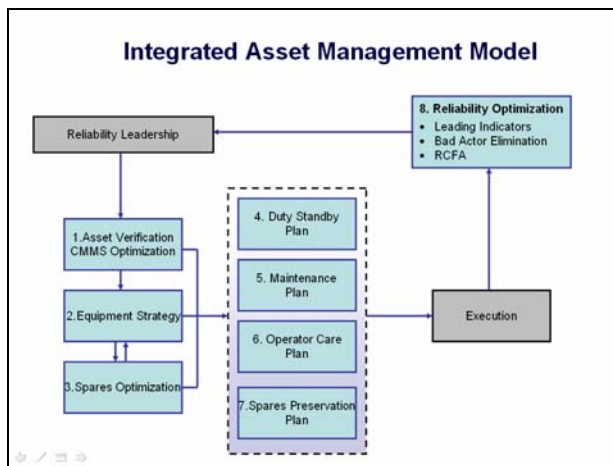 Integrated Asset Management Model
8. Reliability Optimization
• Leading Indicators
• Bad Actor Elimination
• RCFA
Reliability Leadership
1.Asset Verification
CMMS Optimization
2.Equipment Strategy
3.Spares Optimization
4. Duty Standby
Plan
5. Maintenance
Plan
6. Operator Care
Plan
7.Spares Preservation
Plan
Execution